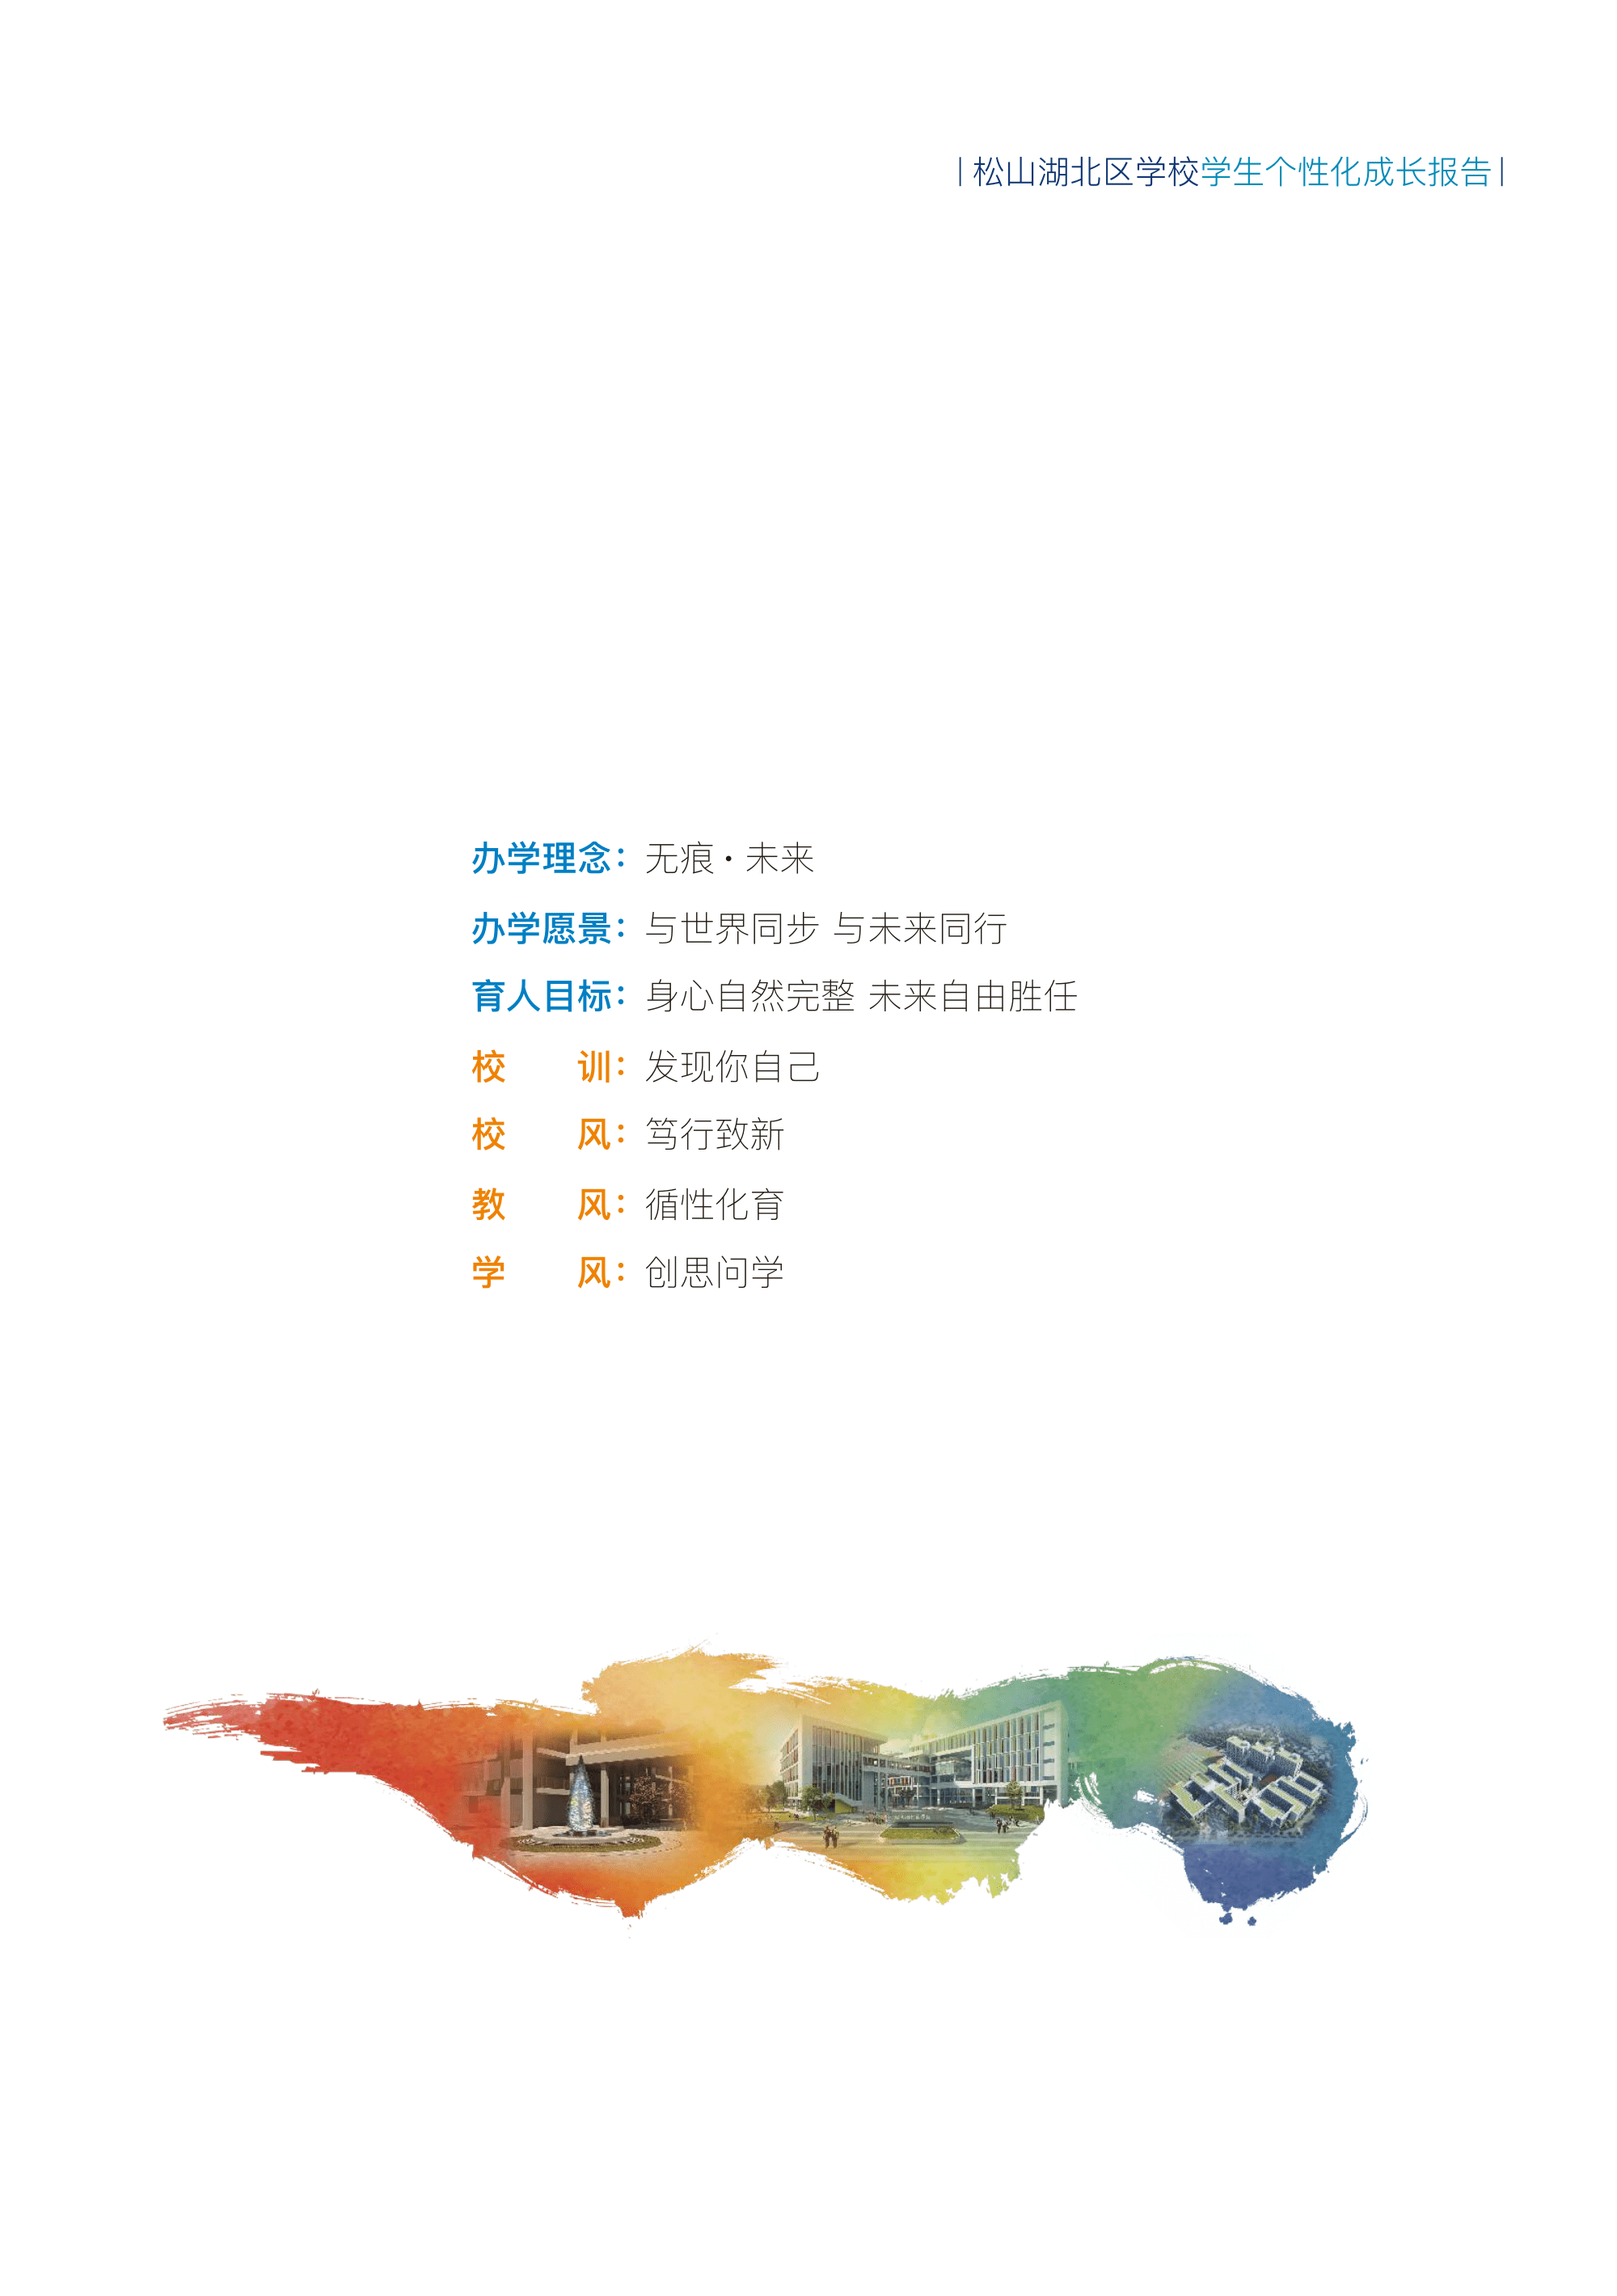 |松山湖北区学校学生个性化成长报告|
办学理念：无痕·未来
办学愿景：与世界同步 与未来同行
育人目标：身心自然完整 未来自由胜任
校　　训：发现你自己
校　　风：笃行致新
教　　风：循性化育
学　　风：创思问学